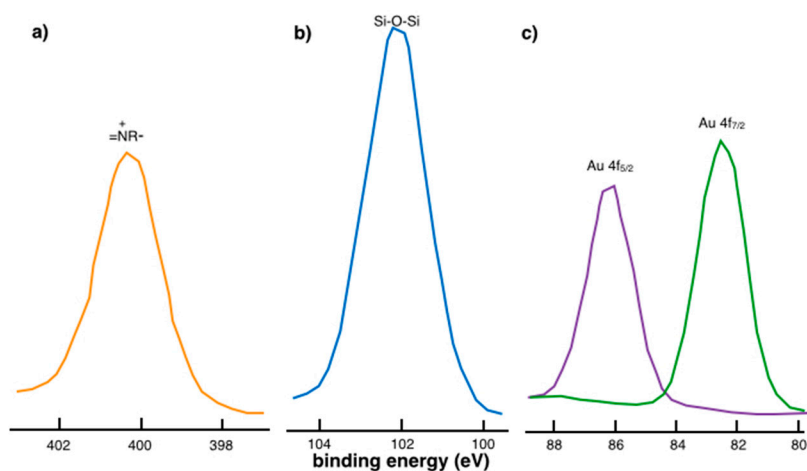 a)
+
=NR-
402 400 398
b)
Si-O-Si
104 102 100
c)
Au 4f5/2
Au 4f7/2
88 86 84 82 80
binding energy (eV)